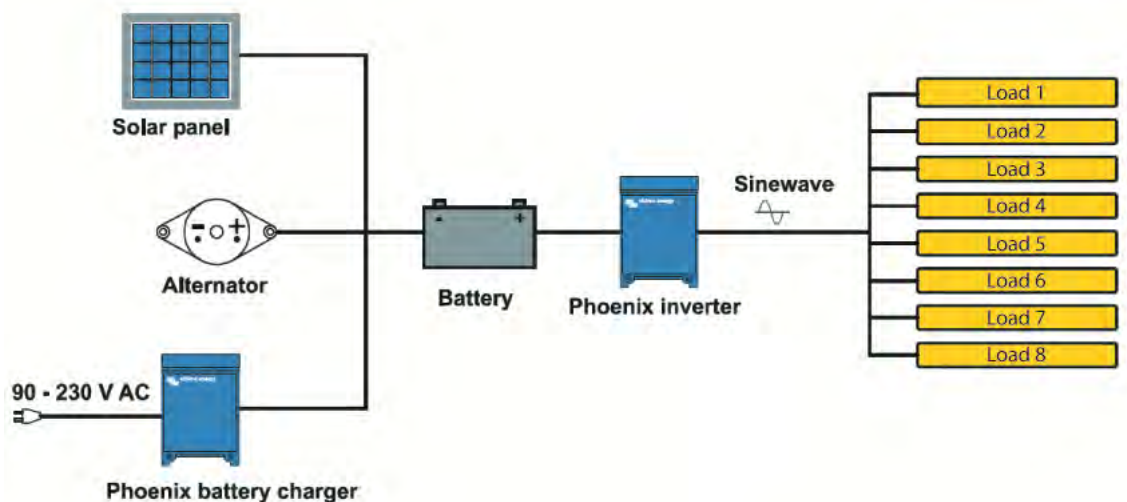 Solar panel
Alternator
90 - 230 V AC
Phoenix battery charger
Battery
Phoenix inverter
Sinewave
Load 1
Load 2
Load 3
Load 4
Load 5
Load 6
Load 7
Load 8